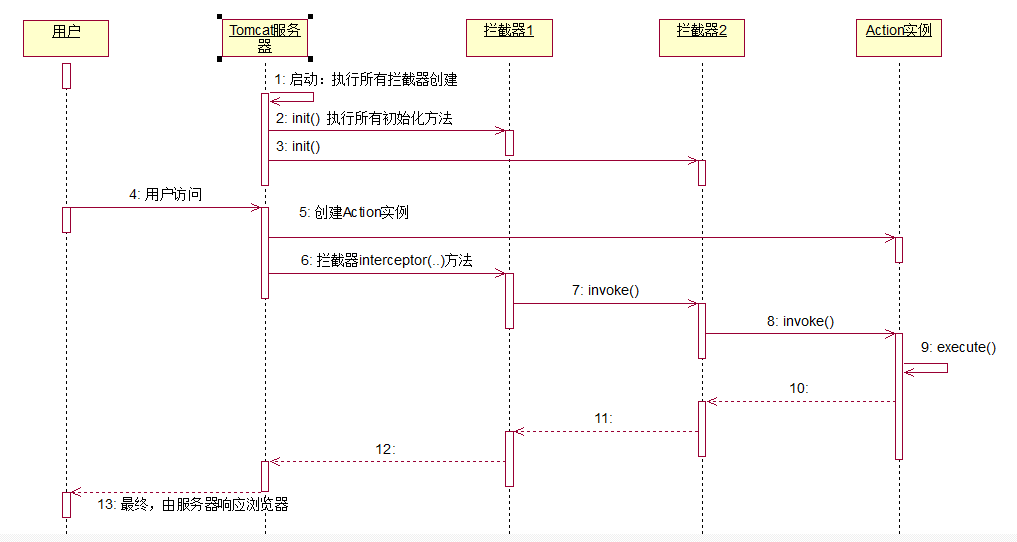 用户
Tomcat服务
器
拦截器1
拦截器2
Action实例
1: 启动：执行所有拦截器创建
2: init() 执行所有初始化方法
3: init()
4: 用户访问
5: 创建Action实例
6: 拦截器interceptor(..)方法
7: invoke()
8: invoke()
9: execute()
10:
11:
12:
13: 最终，由服务器响应浏览器